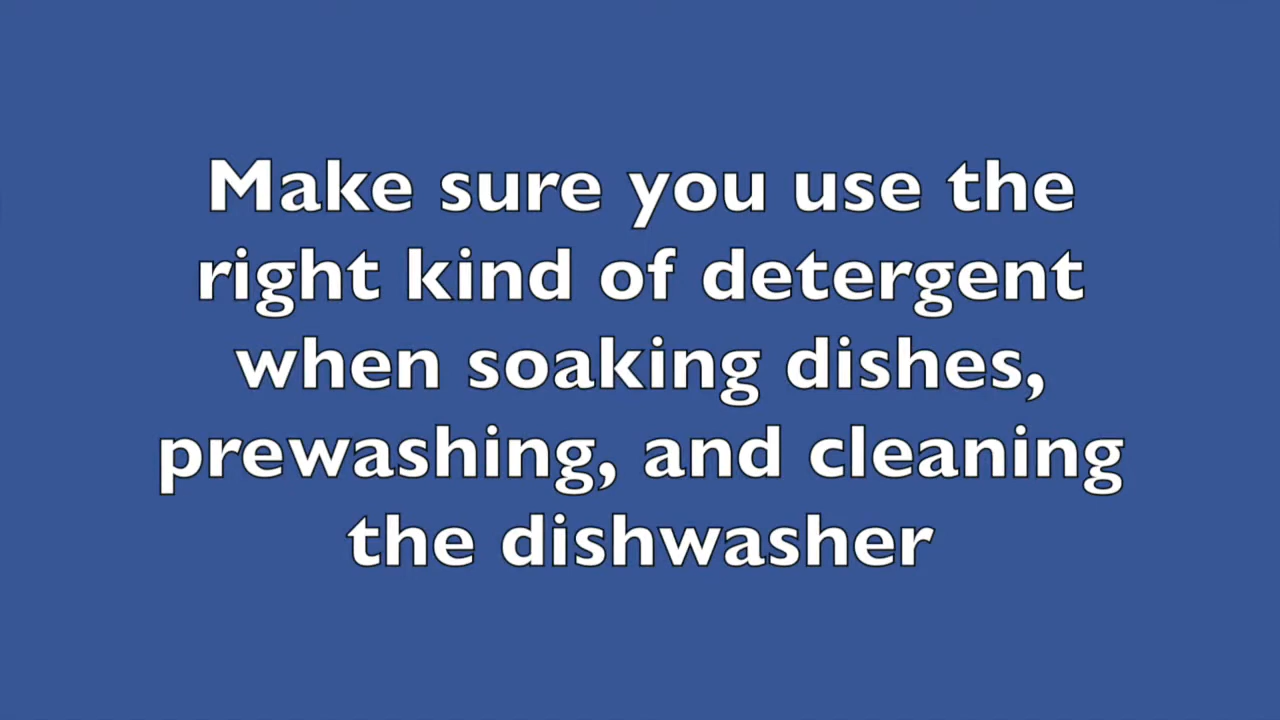 Make sure you use the
right kind of detergent
when soaking dishes,
prewashing, and cleaning
the dishwasher